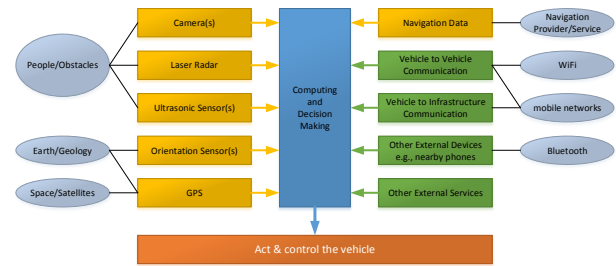 People/Obstacles
Earth/Geology
Space/Satellites
Camera(s)
Laser Radar
Ultrasonic Sensor(s)
Orientation Sensor(s)
GPS
Computing
and
Decision
Making
Navigation Data
Vehicle to Vehicle
Communication
Vehicle to Infrastructure
Communication
Other External Devices
e.g., nearby phones
Other External Services
Navigation
Provider/Service
WiFi
mobile networks
Bluetooth
Act & control the vehicle